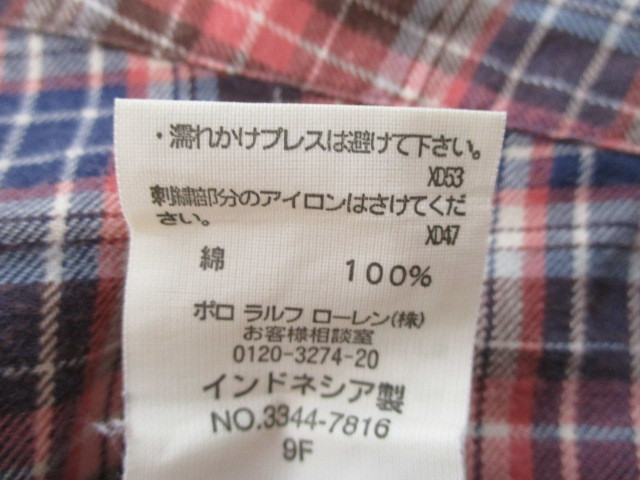 ・濡れかけプレスは避けて下さい。
XD53
刺繍部分のアイロンはさけてくだ
さい。
XD47
綿 100%
ポロ ラルフ ローレン(株)
お客様相談室
0120-3274-20
インドネシア製
NO.3344-7816
9F